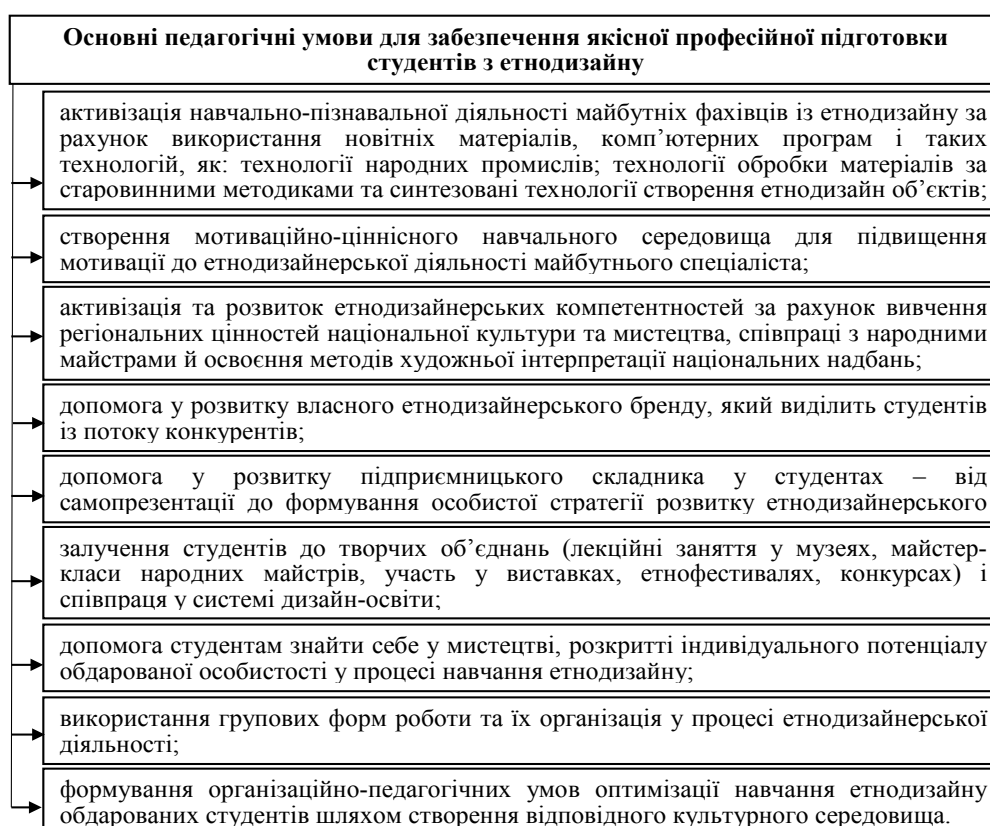 Основні педагогічні умови для забезпечення якісної професійної підготовки
студентів з етнодизайну
активізація навчально-пізнавальної діяльності майбутніх фахівців із етнодизайну за
рахунок використання новітніх матеріалів, комп’ютерних програм і таких
технологій, як: технології народних промислів; технології обробки матеріалів за
старовинними методиками та синтезовані технології створення етнодизайн об’єктів;
створення мотиваційно-ціннісного навчального середовища для підвищення
мотивації до етнодизайнерської діяльності майбутнього спеціаліста;
активізація та розвиток етнодизайнерських компетентностей за рахунок вивчення
регіональних цінностей національної культури та мистецтва, співпраці з народними
майстрами й освоєння методів художньої інтерпретації національних надбань;
допомога у розвитку власного етнодизайнерського бренду, який виділить студентів
із потоку конкурентів;
допомога у розвитку підприємницького складника у студентах – від
самопрезентації до формування особистої стратегії розвитку етнодизайнерського
залучення студентів до творчих об’єднань (лекційні заняття у музеях, майстер-
класи народних майстрів, участь у виставках, етнофестивалях, конкурсах) і
співпраця у системі дизайн-освіти;
допомога студентам знайти себе у мистецтві, розкритті індивідуального потенціалу
обдарованої особистості у процесі навчання етнодизайну;
використання групових форм роботи та їх організація у процесі етнодизайнерської
діяльності;
формування організаційно-педагогічних умов оптимізації навчання етнодизайну
обдарованих студентів шляхом створення відповідного культурного середовища.